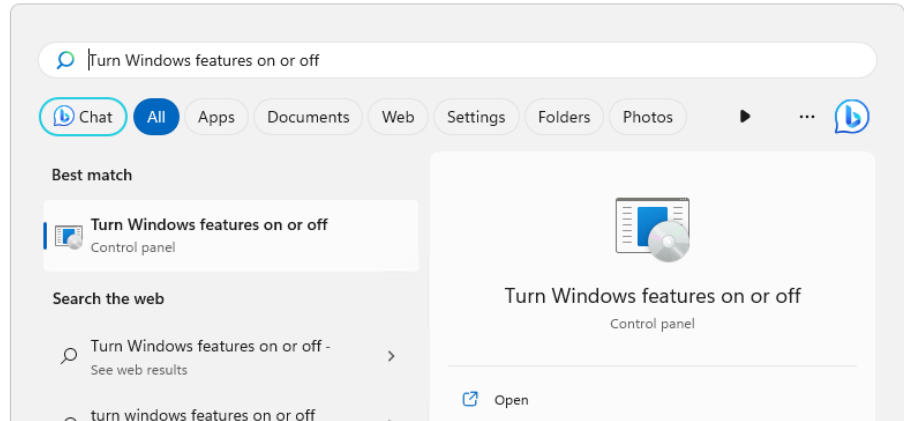 Turn Windows features on or off
Chat All Apps Documents Web Settings Folders Photos ...
Best match
Turn Windows features on or off
Control panel
Search the web
Turn Windows features on or off -
See web results
turn windows features on or off
Turn Windows features on or off
Control panel
Open